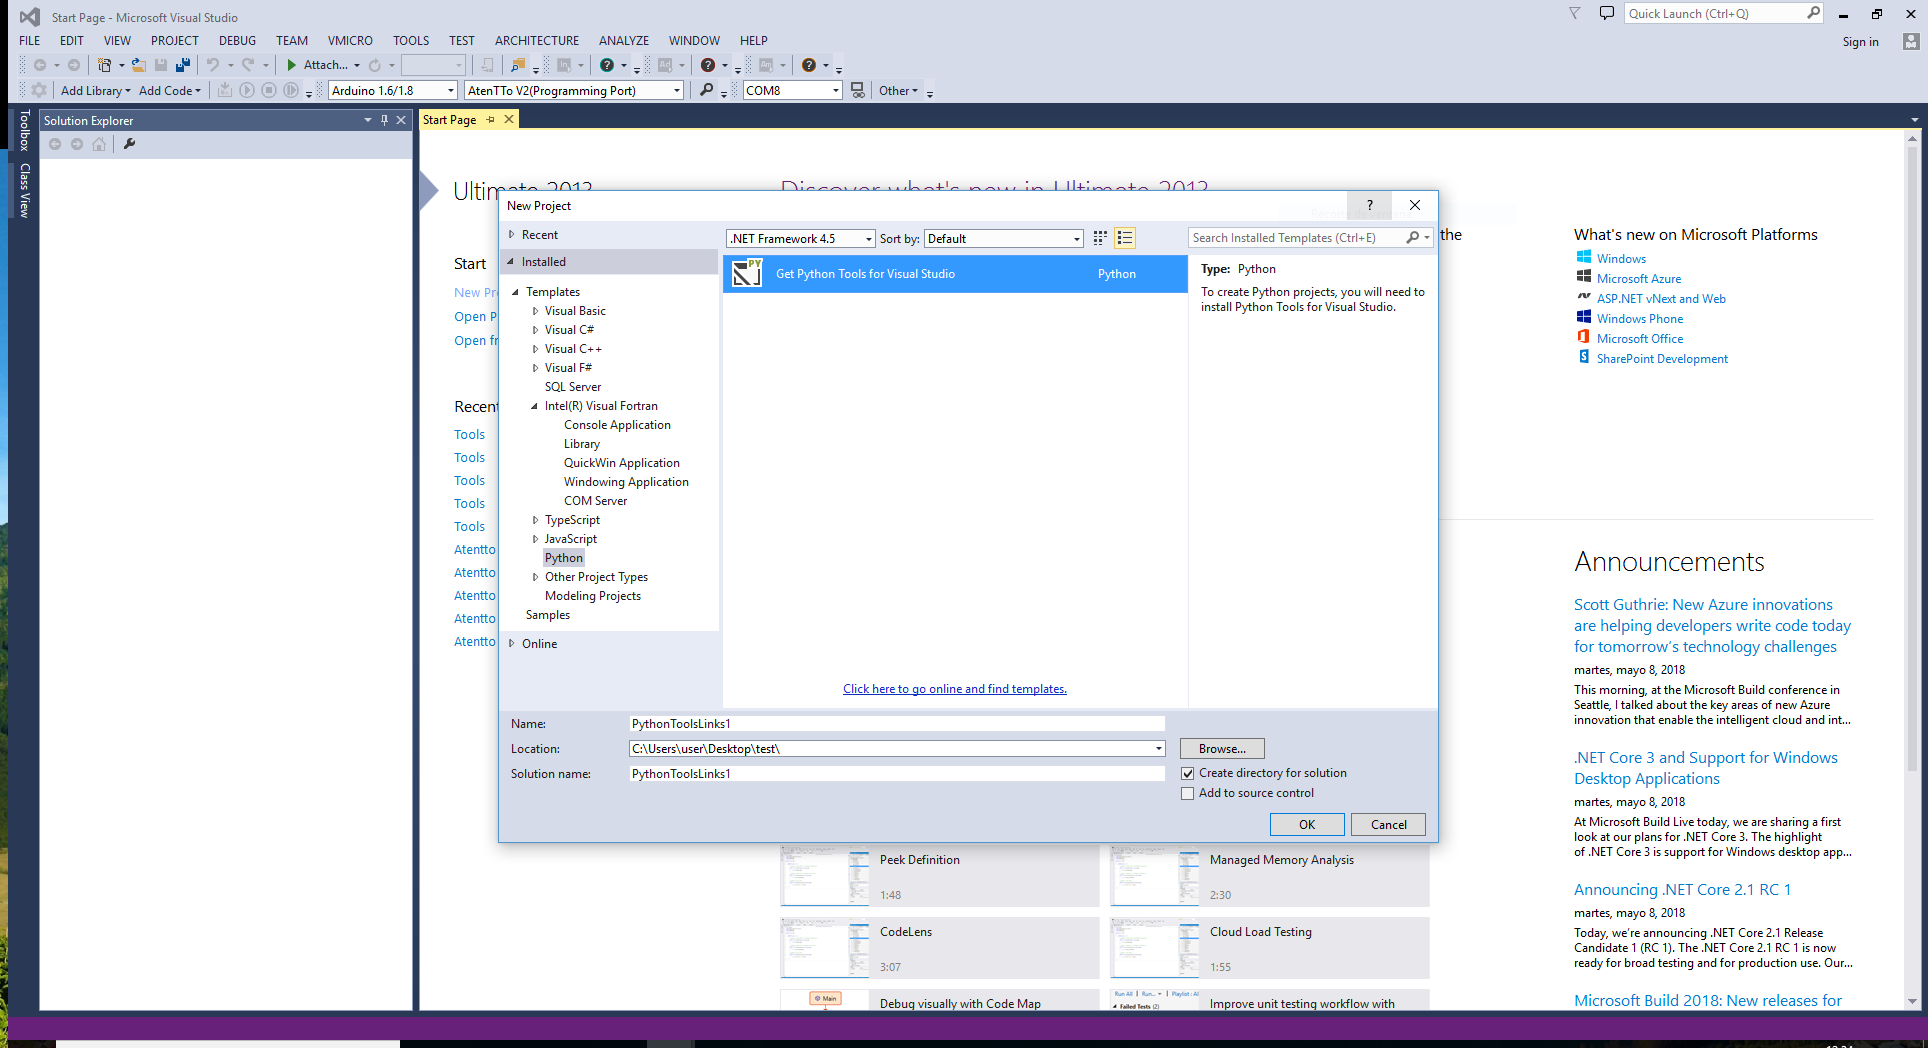 Start Page - Microsoft Visual Studio
Quick Launch (Ctrl+Q)
FILE EDIT VIEW PROJECT DEBUG TEAM VMICRO TOOLS TEST ARCHITECTURE ANALYZE WINDOW HELP
Sign in
Attach...
Add Library Add Code Arduino 1.6/1.8 AtenTTo V2(Programming Port) COM8 Other
Toolbox
Class View
Solution Explorer
Start Page
Ultimate 2013
Discover what's new in Ultimate 2013
Start
New Pr
Open P
Open fr
Recent
Tools
Tools
Tools
Tools
Tools
Atentto
Atentto
Atentto
Atentto
Atentto
New Project
?
Recent
Installed
Templates
Visual Basic
Visual C#
Visual C++
Visual F#
SQL Server
Intel(R) Visual Fortran
Console Application
Library
QuickWin Application
Windowing Application
COM Server
TypeScript
JavaScript
Python
Other Project Types
Modeling Projects
Samples
Online
.NET Framework 4.5 Sort by: Default
Search Installed Templates (Ctrl+E)
PY
Get Python Tools for Visual Studio Python
Type: Python
To create Python projects, you will need to
install Python Tools for Visual Studio.
Click here to go online and find templates.
Name: PythonToolsLinks1
Location: C:\Users\user\Desktop\test\ Browse...
Solution name: PythonToolsLinks1
Create directory for solution
Add to source control
OK Cancel
the
Peek Definition
1:48
Managed Memory Analysis
2:30
CodeLens
3:07
Cloud Load Testing
1:55
Main
Debug visually with Code Map
Run All | Run... | Playlist : Al
Failed Tests (2)
Improve unit testing workflow with
What's new on Microsoft Platforms
Windows
Microsoft Azure
ASP.NET vNext and Web
Windows Phone
Microsoft Office
SharePoint Development
Announcements
Scott Guthrie: New Azure innovations
are helping developers write code today
for tomorrow's technology challenges
martes, mayo 8, 2018
This morning, at the Microsoft Build conference in
Seattle, I talked about the key areas of new Azure
innovation that enable the intelligent cloud and int...
.NET Core 3 and Support for Windows
Desktop Applications
martes, mayo 8, 2018
At Microsoft Build Live today, we are sharing a first
look at our plans for .NET Core 3. The highlight
of .NET Core 3 is support for Windows desktop app...
Announcing .NET Core 2.1 RC 1
martes, mayo 8, 2018
Today, we're announcing .NET Core 2.1 Release
Candidate 1 (RC 1). The .NET Core 2.1 RC 1 is now
ready for broad testing and for production use. Our...
Microsoft Build 2018: New releases for